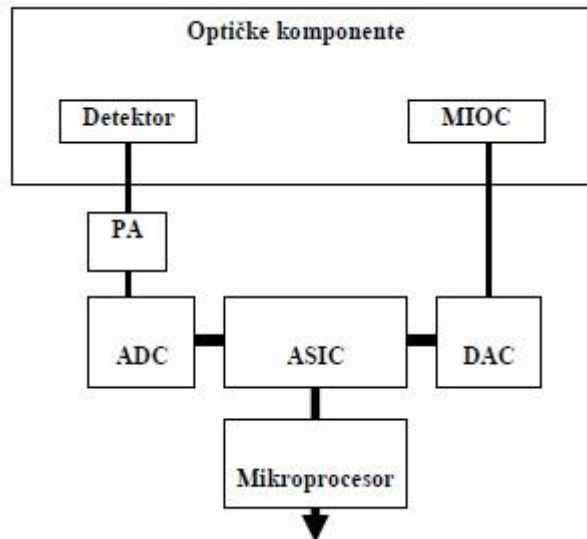 Optičke komponente
Detektor
MIOC
PA
ADC
ASIC
DAC
Mikroprocesor